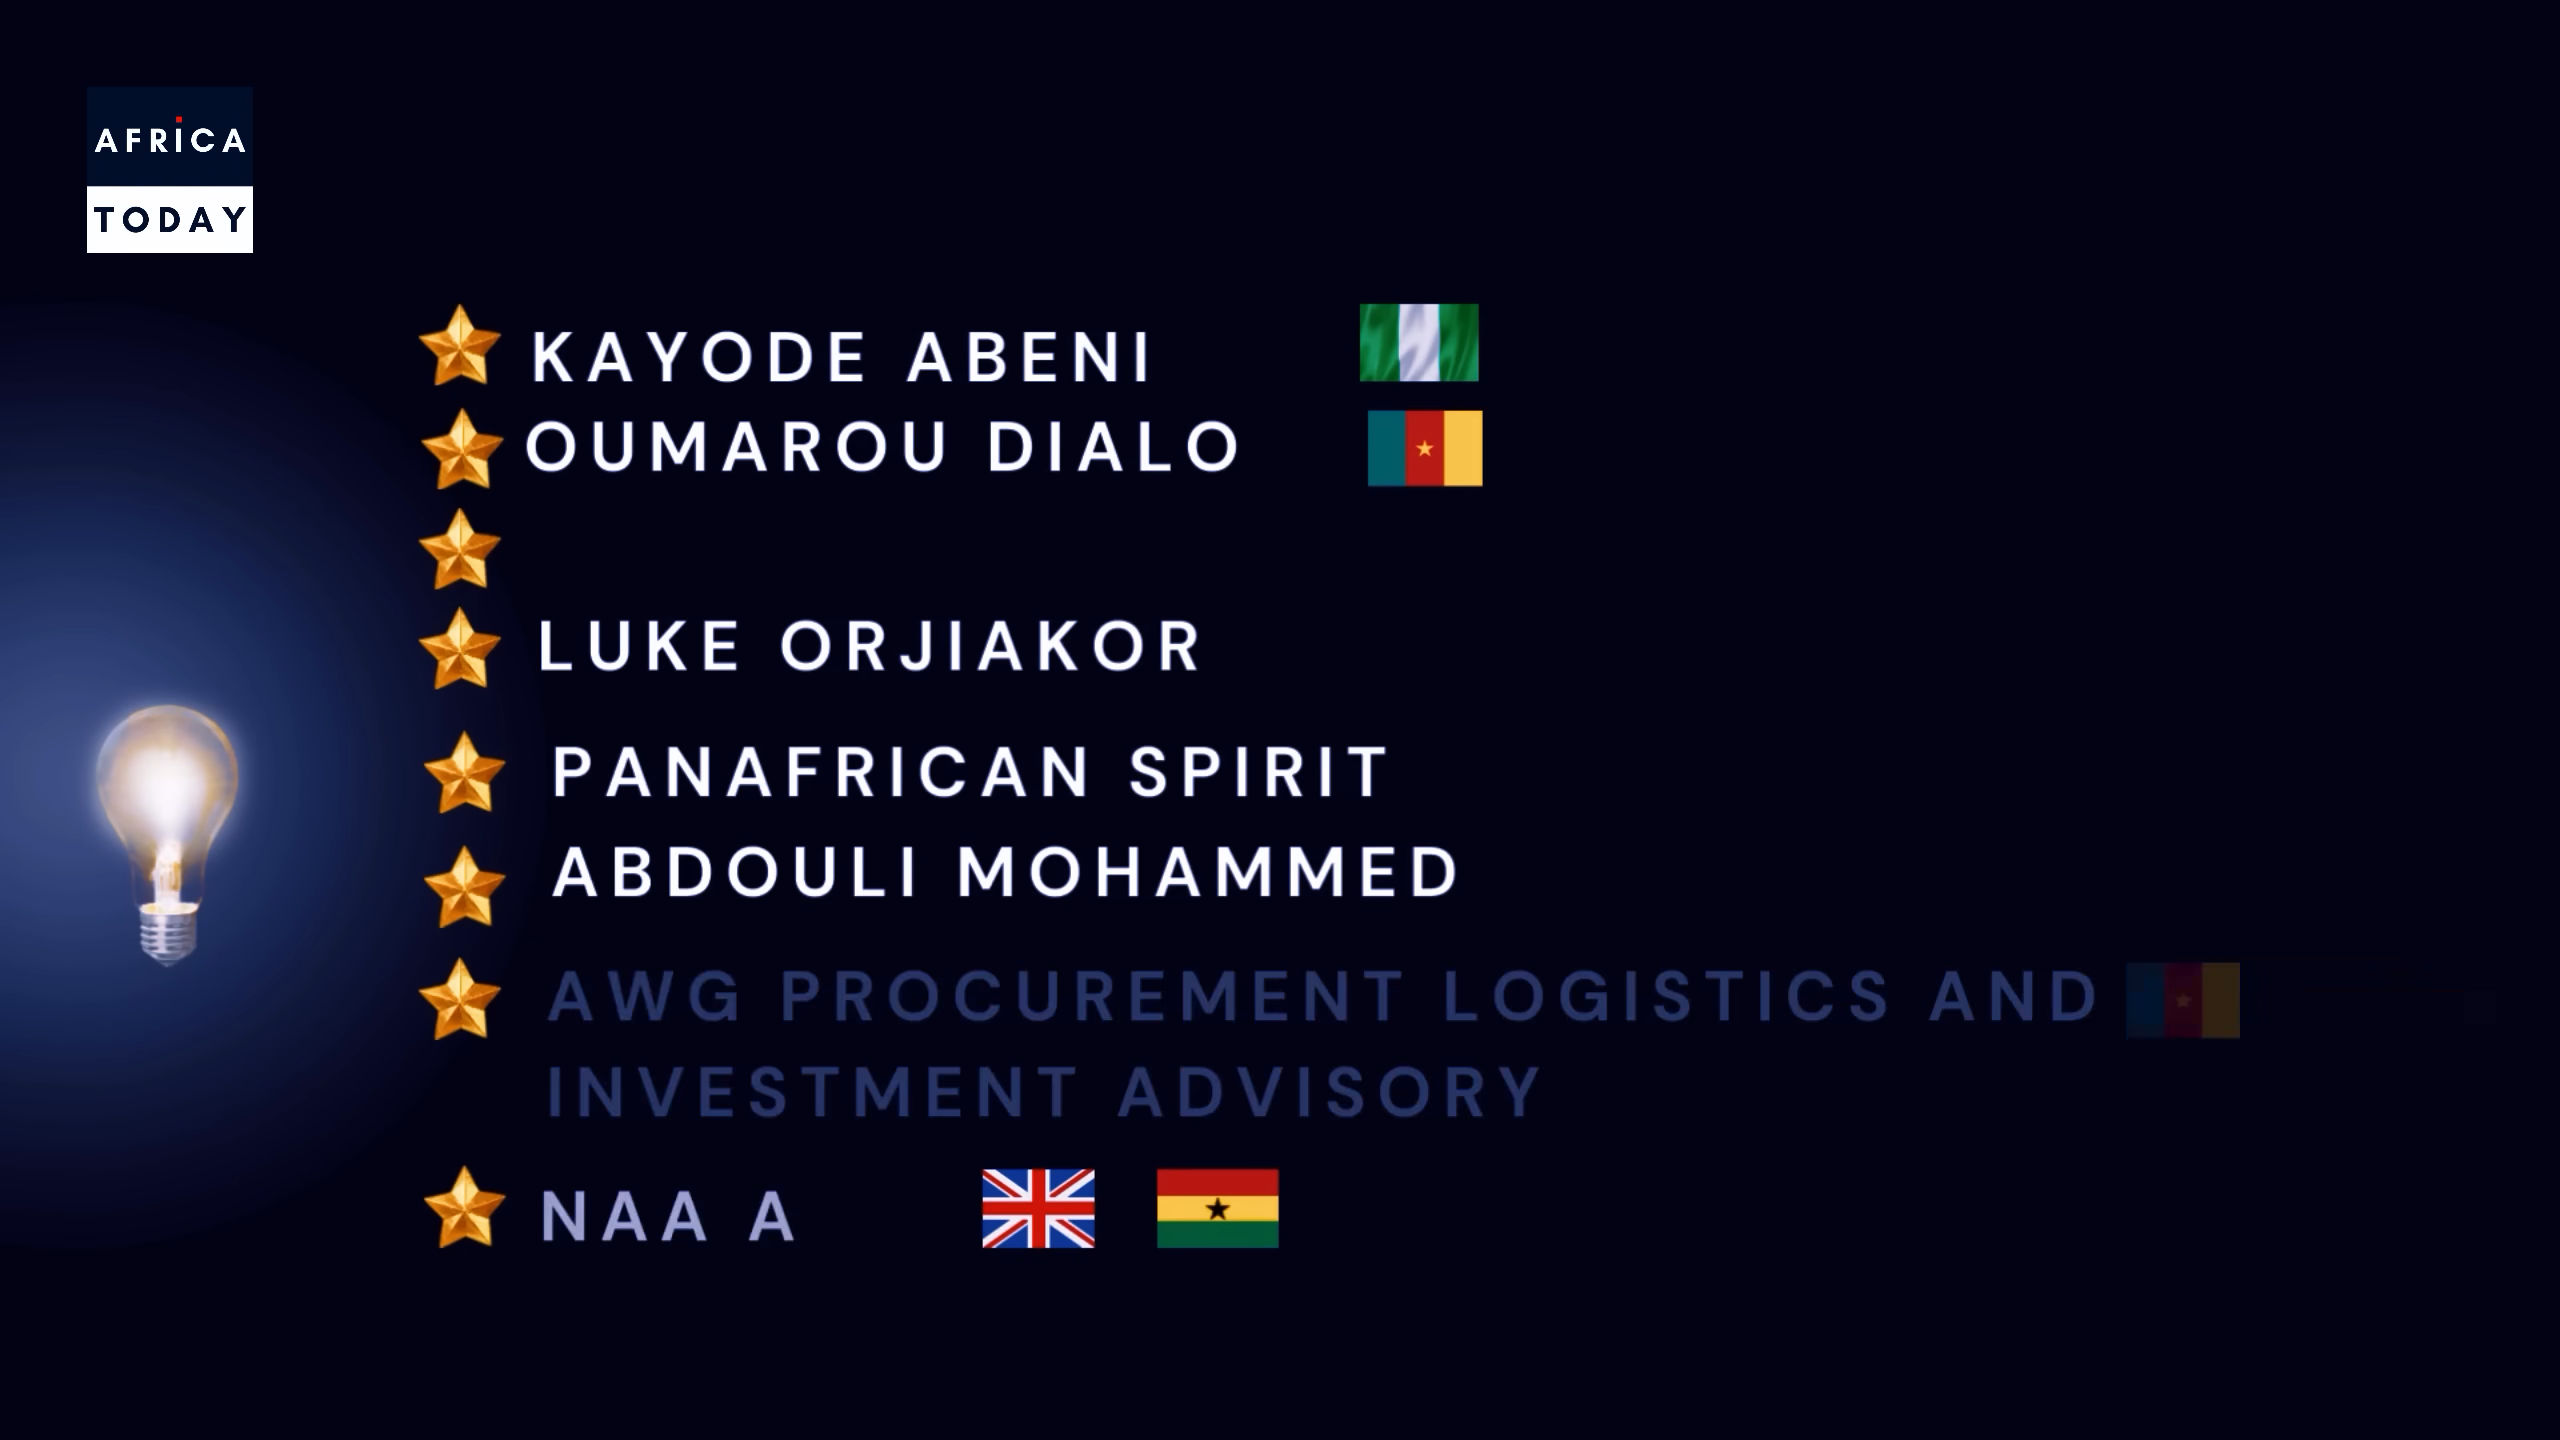 AFRICA
TODAY
KAYODE ABENI
OUMAROU DIALO
LUKE ORJIAKOR
PANAFRICAN SPIRIT
ABDOULI MOHAMMED
AWG PROCUREMENT LOGISTICS AND
INVESTMENT ADVISORY
NAA A